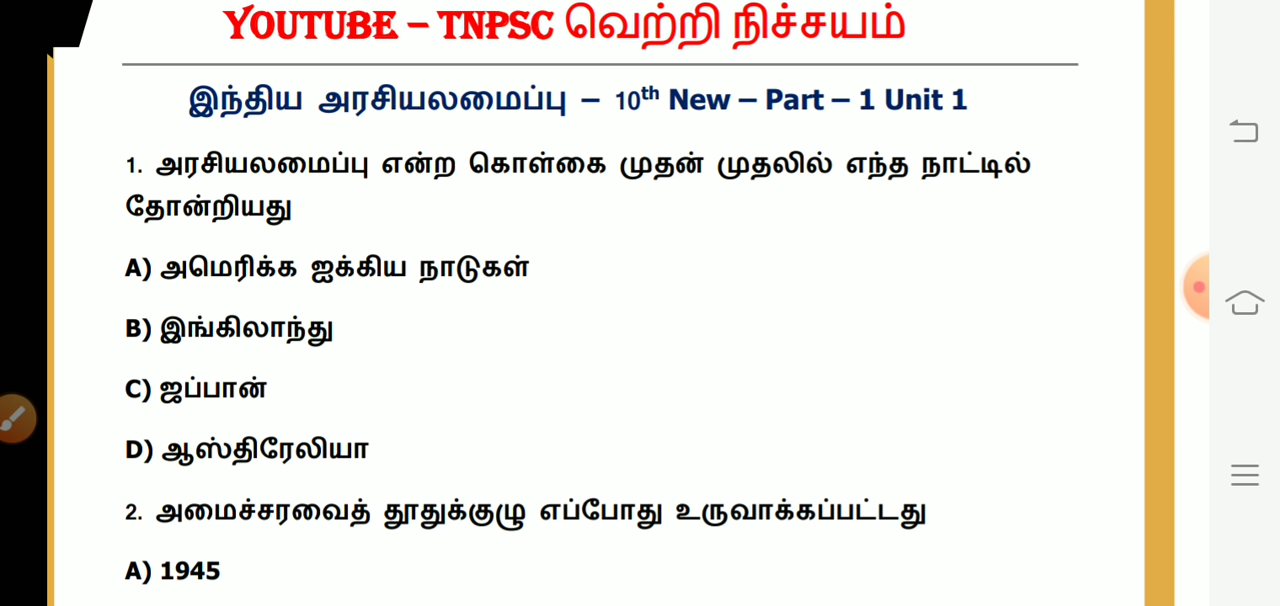 YOUTUBE – TNPSC வெற்றி நிச்சயம்
இந்திய அரசியலமைப்பு – 10th New – Part – 1 Unit 1
1. அரசியலமைப்பு என்ற கொள்கை முதன் முதலில் எந்த நாட்டில்
தோன்றியது
A) அமெரிக்க ஐக்கிய நாடுகள்
B) இங்கிலாந்து
C) ஜப்பான்
D) ஆஸ்திரேலியா
2. அமைச்சரவைத் தூதுக்குழு எப்போது உருவாக்கப்பட்டது
A) 1945